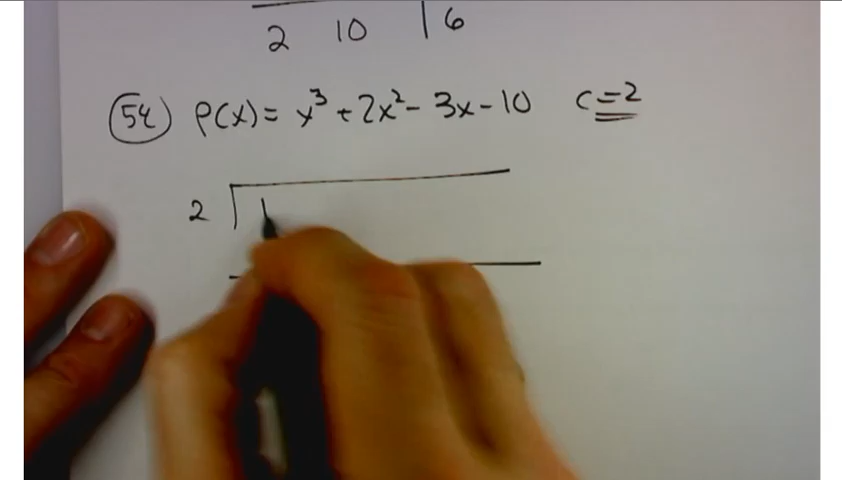 2 10 | 6
54 P(x) = x³ + 2x² - 3x - 10 c = 2
2 1